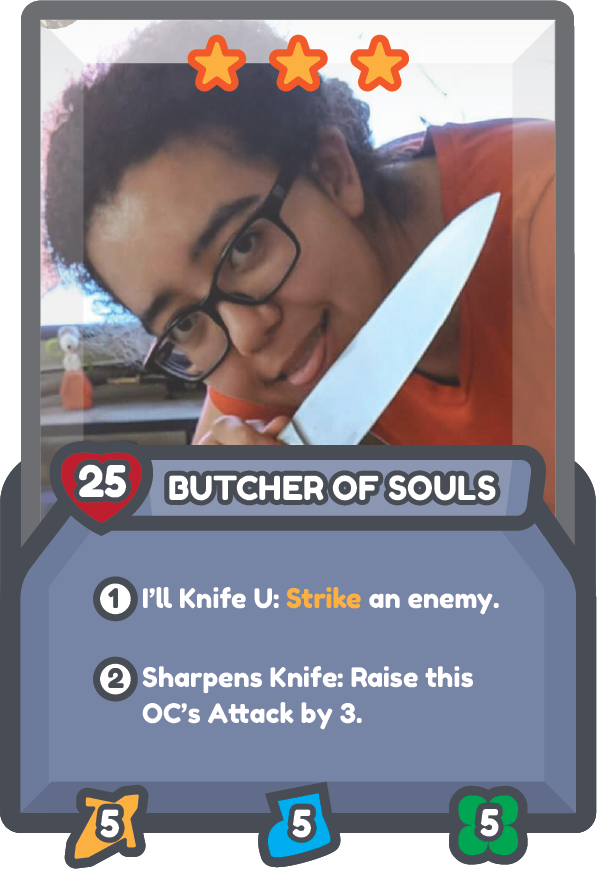 25
BUTCHER OF SOULS
1 I'll Knife U: Strike an enemy.
2 Sharpens Knife: Raise this
OC's Attack by 3.
5 5 5